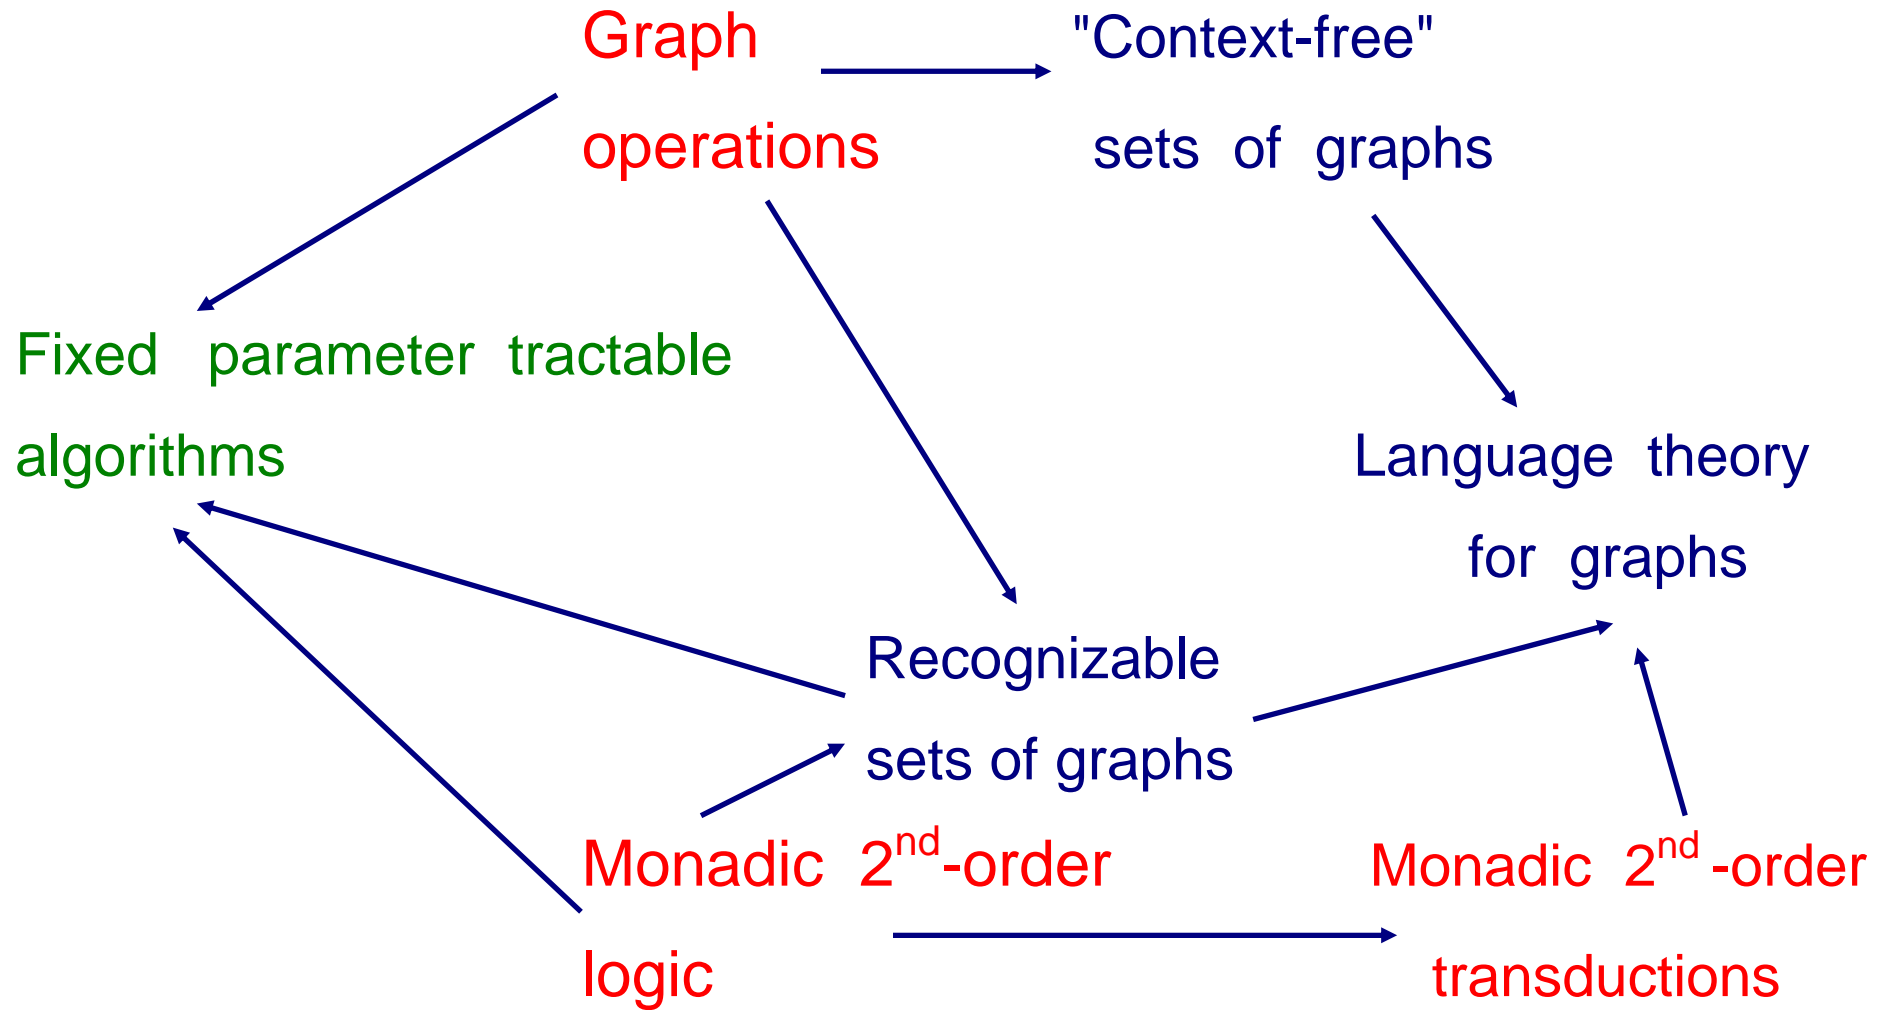 Graph
operations
"Context-free"
sets of graphs
Fixed parameter tractable
algorithms
Language theory
for graphs
Recognizable
sets of graphs
Monadic 2nd-order
logic
Monadic 2nd -order
transductions